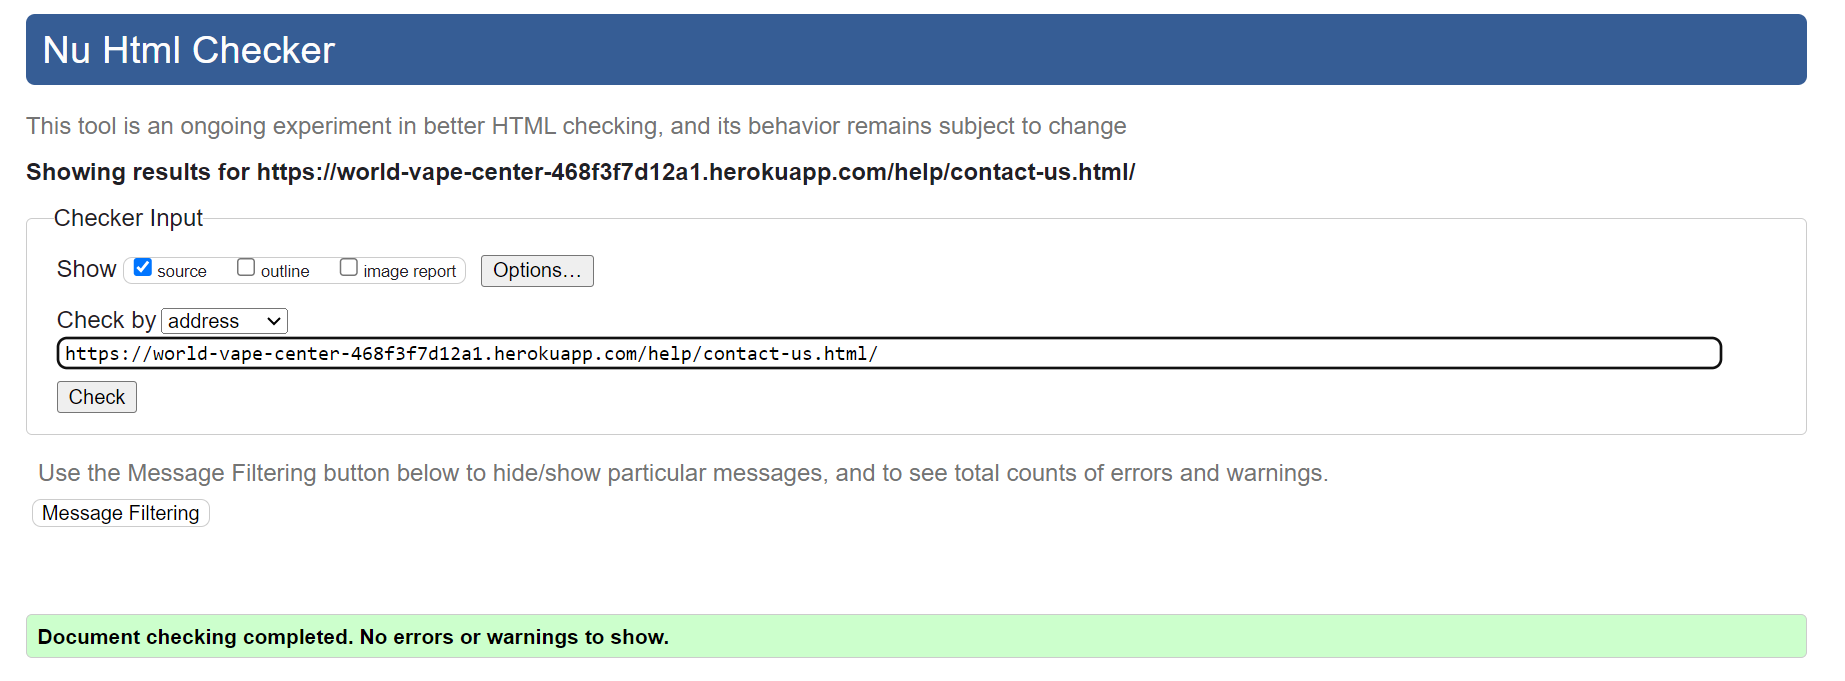 Nu Html Checker
This tool is an ongoing experiment in better HTML checking, and its behavior remains subject to change
Showing results for https://world-vape-center-468f3f7d12a1.herokuapp.com/help/contact-us.html/
Checker Input
Show source outline image report Options...
Check by address
https://world-vape-center-468f3f7d12a1.herokuapp.com/help/contact-us.html/
Check
Use the Message Filtering button below to hide/show particular messages, and to see total counts of errors and warnings.
Message Filtering
Document checking completed. No errors or warnings to show.